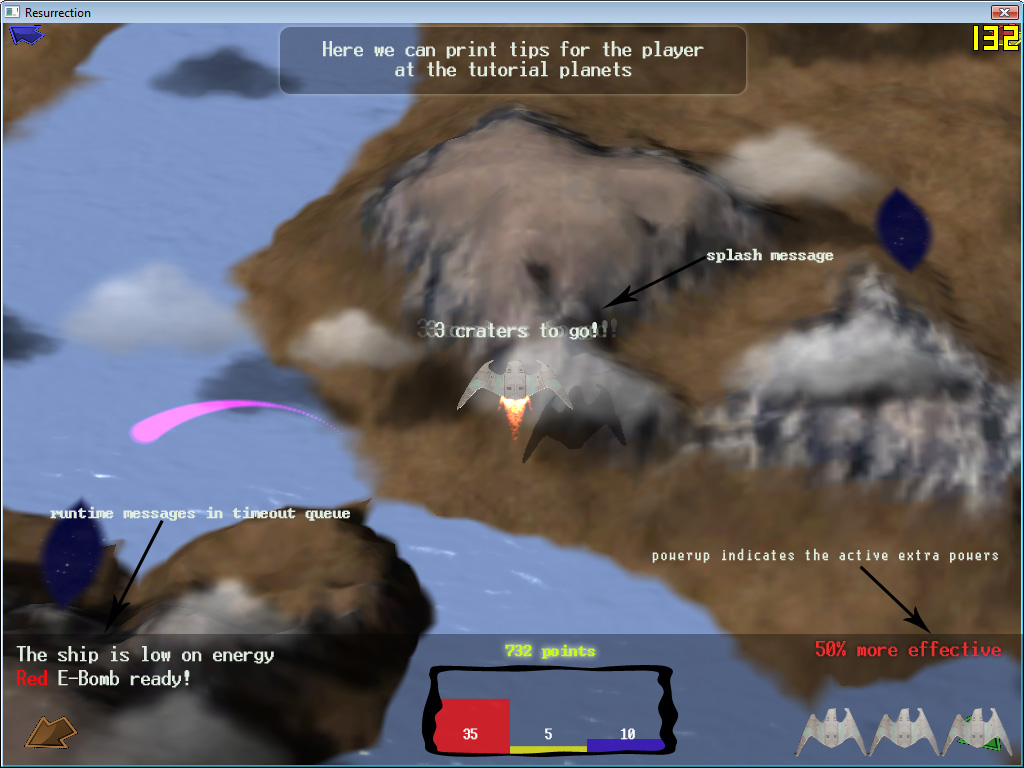 Resurrection
132
Here we can print tips for the player
at the tutorial planets
splash message
3 craters to go!!!
runtime messages in timeout queue
powerup indicates the active extra powers
The ship is low on energy
Red E-Bomb ready!
732 points
50% more effective
35
5
10